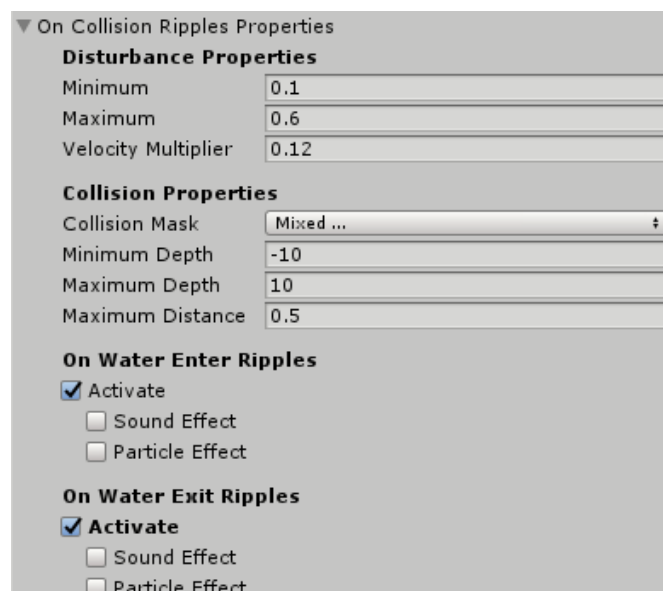 On Collision Ripples Properties
Disturbance Properties
Minimum 0.1
Maximum 0.6
Velocity Multiplier 0.12
Collision Properties
Collision Mask Mixed ...
Minimum Depth -10
Maximum Depth 10
Maximum Distance 0.5
On Water Enter Ripples
Activate
Sound Effect
Particle Effect
On Water Exit Ripples
Activate
Sound Effect
Particle Effect